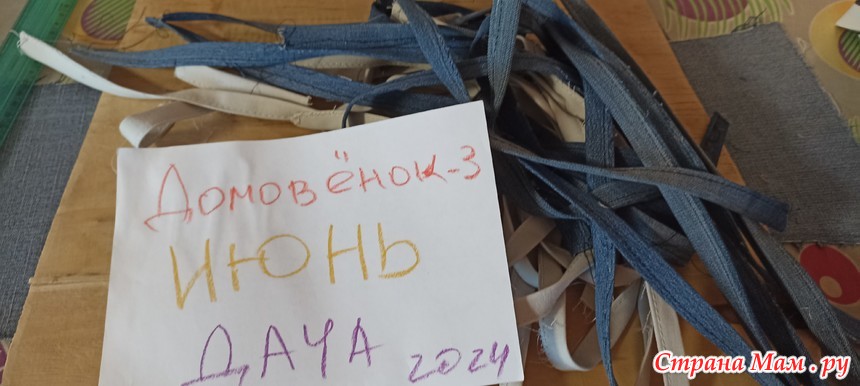 Домовёнок-3
ИЮНЬ
ДАЧА 2024
Страна Мам.ру